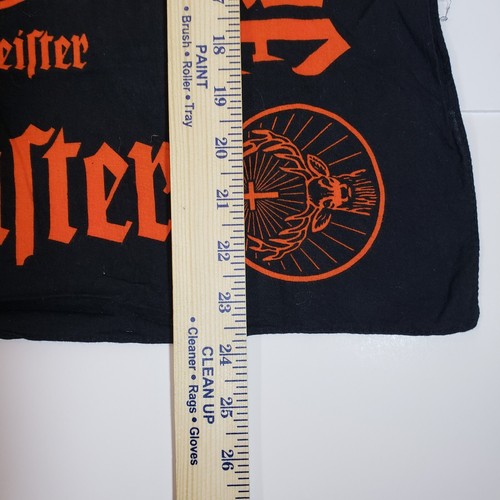 eister
ister
7
18
19
20
21
22
23
24
25
26
PAINT
• Brush • Roller • Tray
CLEAN UP
• Cleaner • Rags • Gloves